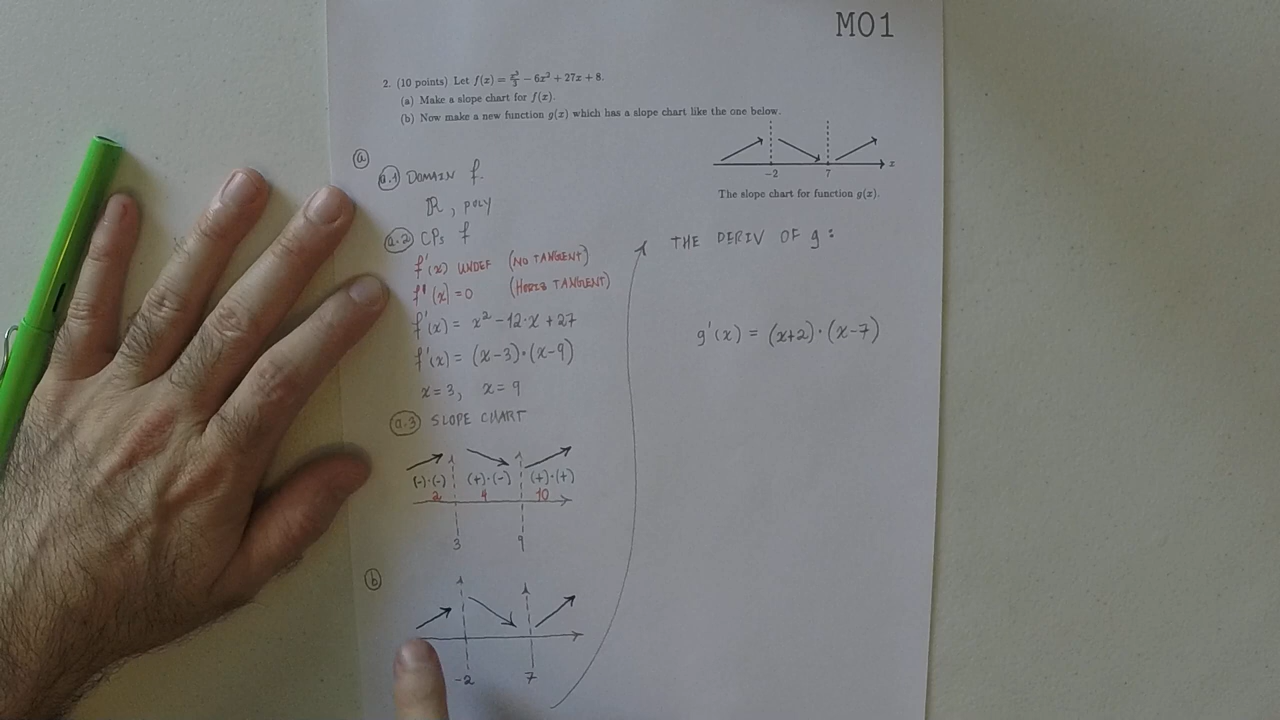 M01
2. (10 points) Let f(x) = x³/3 − 6x² + 27x + 8.
(a) Make a slope chart for f(x).
(b) Now make a new function g(x) which has a slope chart like the one below.
−2 7 x
The slope chart for function g(x).
a
a.1 DOMAIN f.
ℝ, POLY
a.2 CPs f
f'(x) UNDEF (NO TANGENT)
f'(x) = 0 (HORIZ TANGENT)
f'(x) = x² − 12·x + 27
f'(x) = (x−3)·(x−9)
x = 3, x = 9
a.3 SLOPE CHART
(-)·(-) (+)·(-) (+)·(+)
2 4 10
3 9
b
-2 7
THE DERIV OF g:
g'(x) = (x+2)·(x−7)